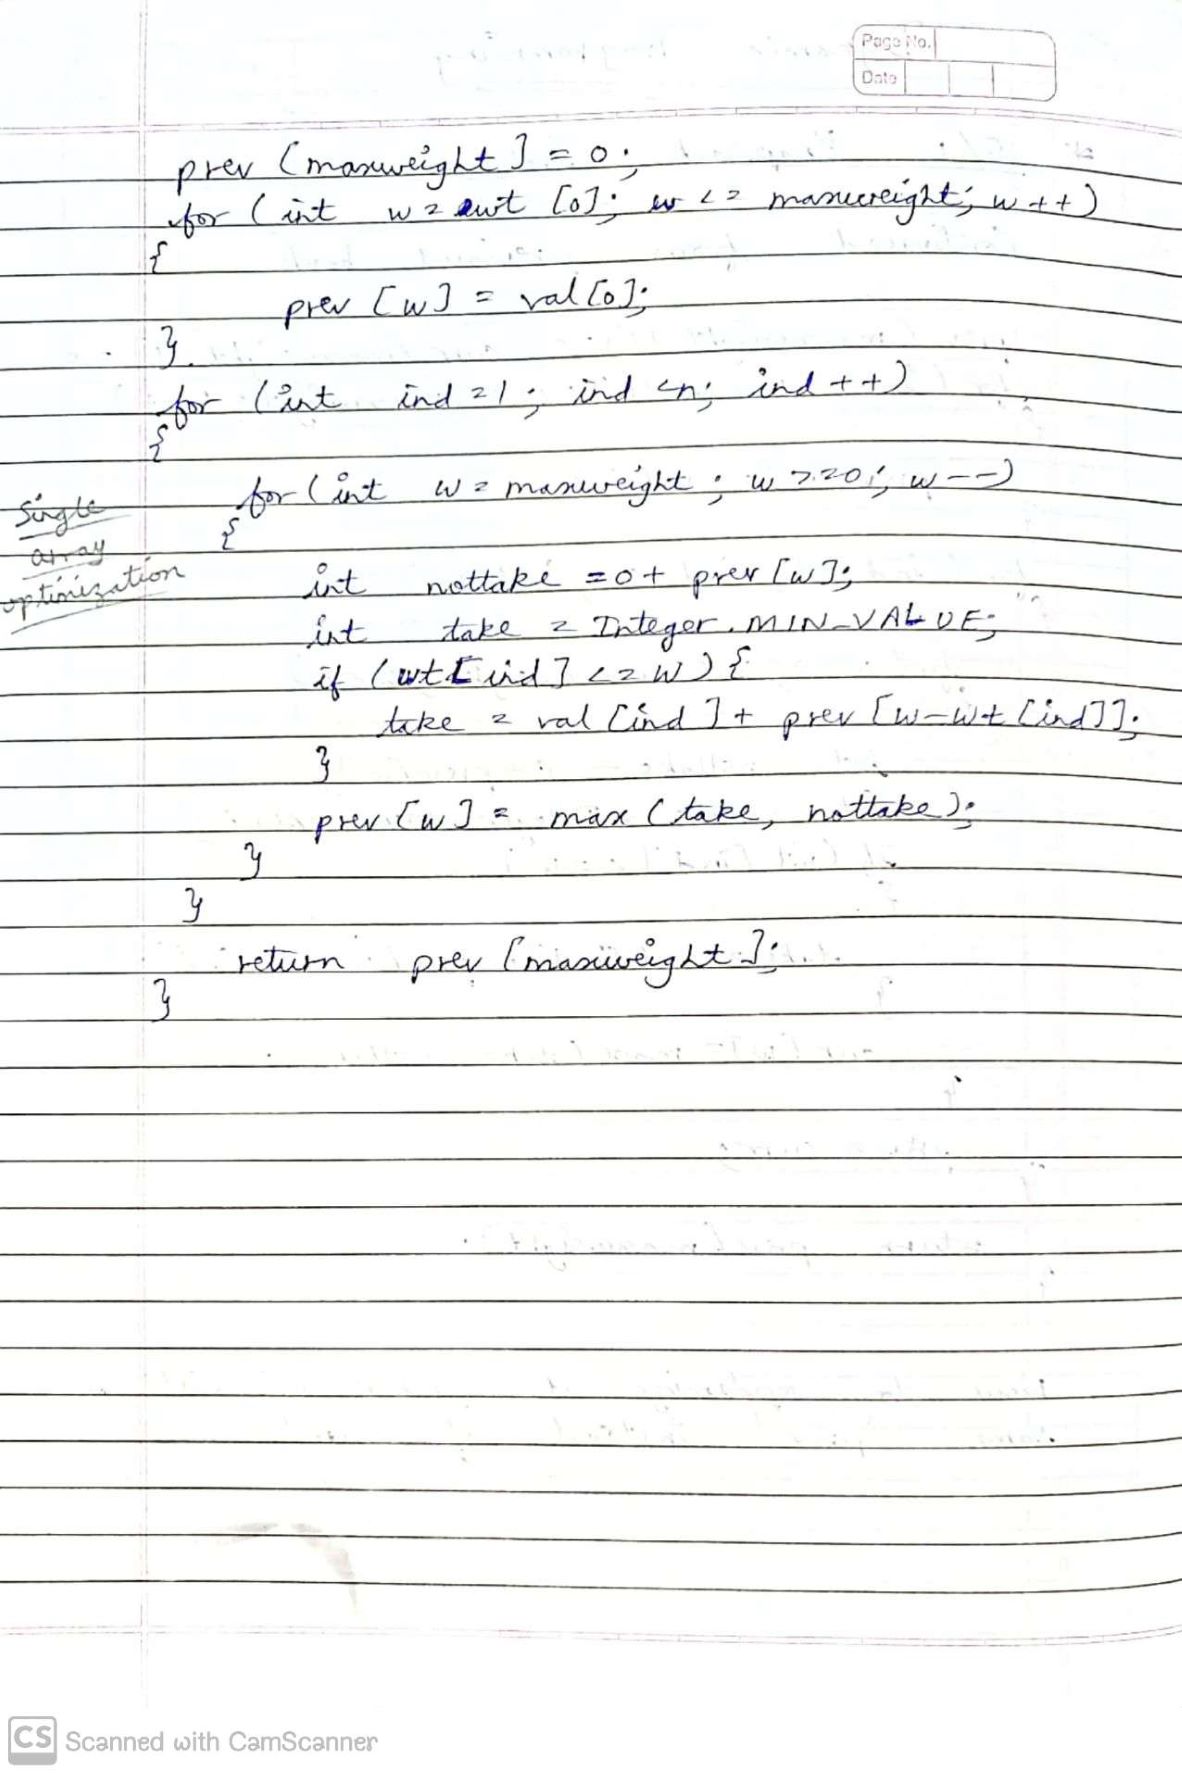 Page No.
Date
prev [maxweight] = 0;
for (int w = wt [0]; w <= maxweight; w++)
{
prev [w] = val [0];
}
for (int ind = 1; ind < n; ind ++)
{
for (int w = maxweight; w >= 0; w--)
{
Single
array
optimization
int nottake = 0 + prev [w];
int take = Integer.MIN_VALUE;
if (wt [ind] <= w) {
take = val [ind] + prev [w-wt [ind]];
}
prev [w] = max (take, nottake);
}
}
return prev [maxweight];
}
CS Scanned with CamScanner